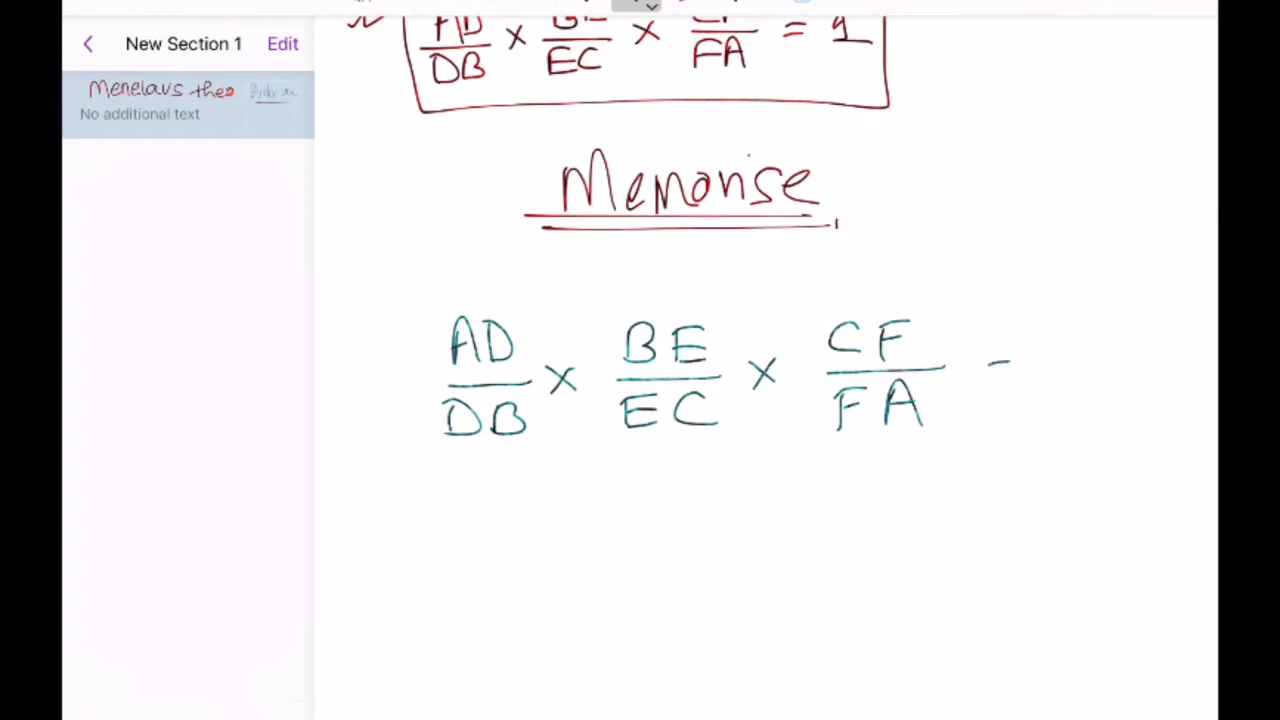 New Section 1 Edit
Menelaus theo
No additional text
AD/DB × BE/EC × CF/FA = 1
Memorise
AD/DB × BE/EC × CF/FA -